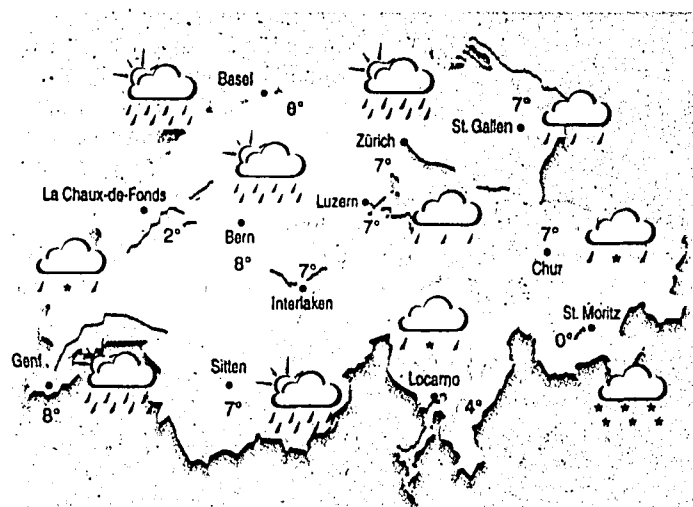 Basel
8°
7°
St. Gallen
Zürich
7°
La Chaux-de-Fonds
2°
Luzern
7°
Bern
8°
7°
Chur
7°
Interlaken
St. Moritz
0°
Genf
8°
Sitten
7°
Locarno
4°